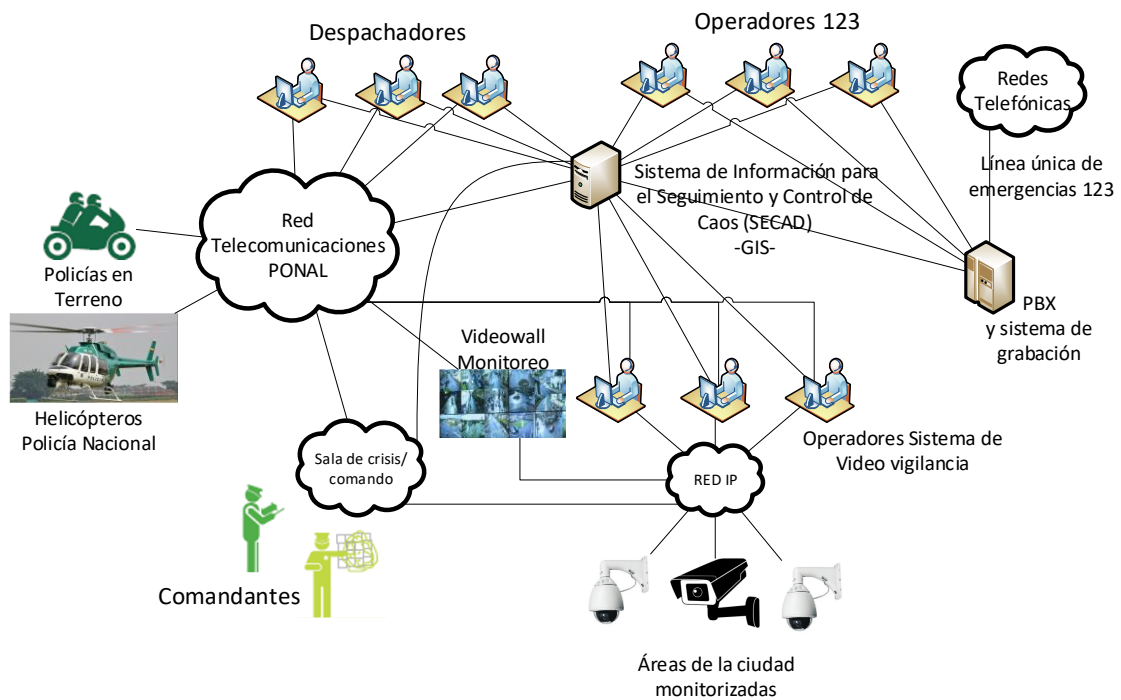 Despachadores
Operadores 123
Redes
Telefónicas
Línea única de
emergencias 123
Sistema de Información para
el Seguimiento y Control de
Caos (SECAD)
-GIS-
Red
Telecomunicaciones
PONAL
Policías en
Terreno
PBX
y sistema de
grabación
Videowall
Monitoreo
Helicópteros
Policía Nacional
Operadores Sistema de
Video vigilancia
Sala de crisis/
comando
RED IP
Comandantes
Áreas de la ciudad
monitorizadas